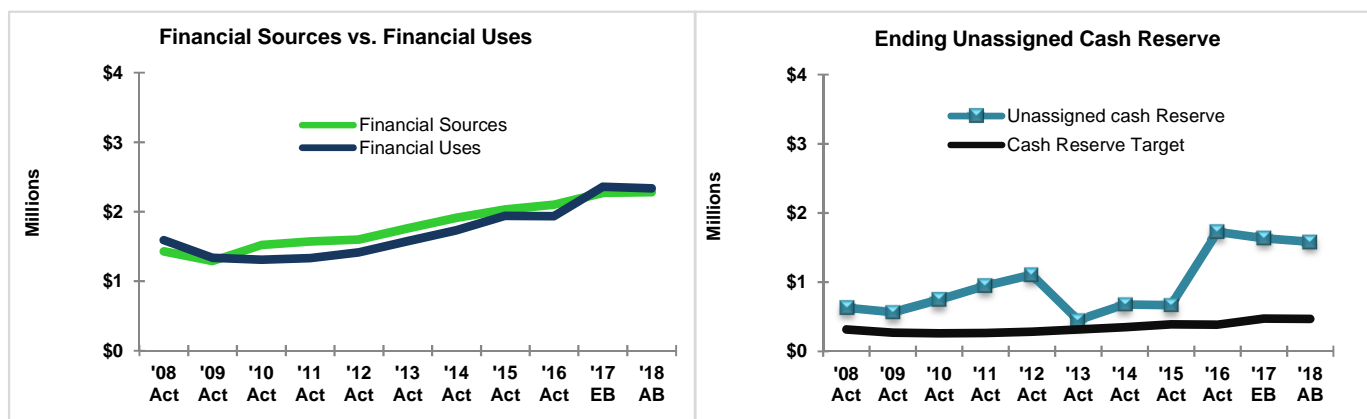 Financial Sources vs. Financial Uses
$4
$3
$2
$1
$0
Millions
Financial Sources
Financial Uses
'08 '09 '10 '11 '12 '13 '14 '15 '16 '17 '18
Act Act Act Act Act Act Act Act Act EB AB
Ending Unassigned Cash Reserve
$4
$3
$2
$1
$0
Millions
Unassigned cash Reserve
Cash Reserve Target
'08 '09 '10 '11 '12 '13 '14 '15 '16 '17 '18
Act Act Act Act Act Act Act Act Act EB AB